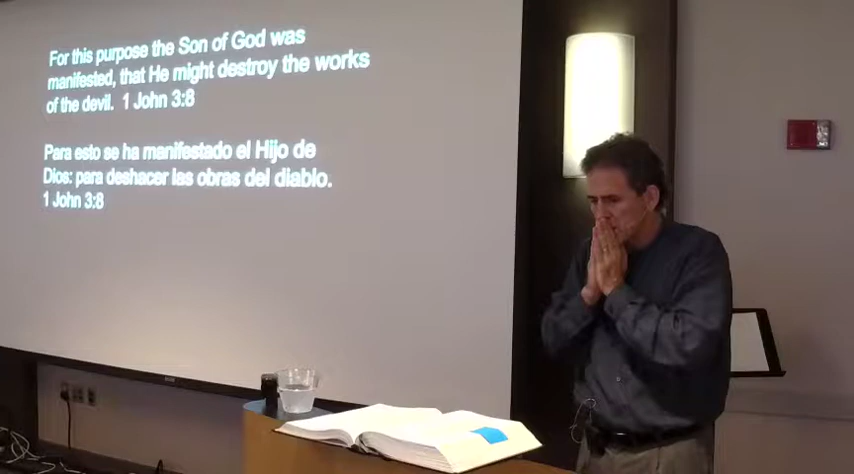 For this purpose the Son of God was
manifested, that He might destroy the works
of the devil.  1 John 3:8
Para esto se ha manifestado el Hijo de
Dios: para deshacer las obras del diablo.
1 John 3:8